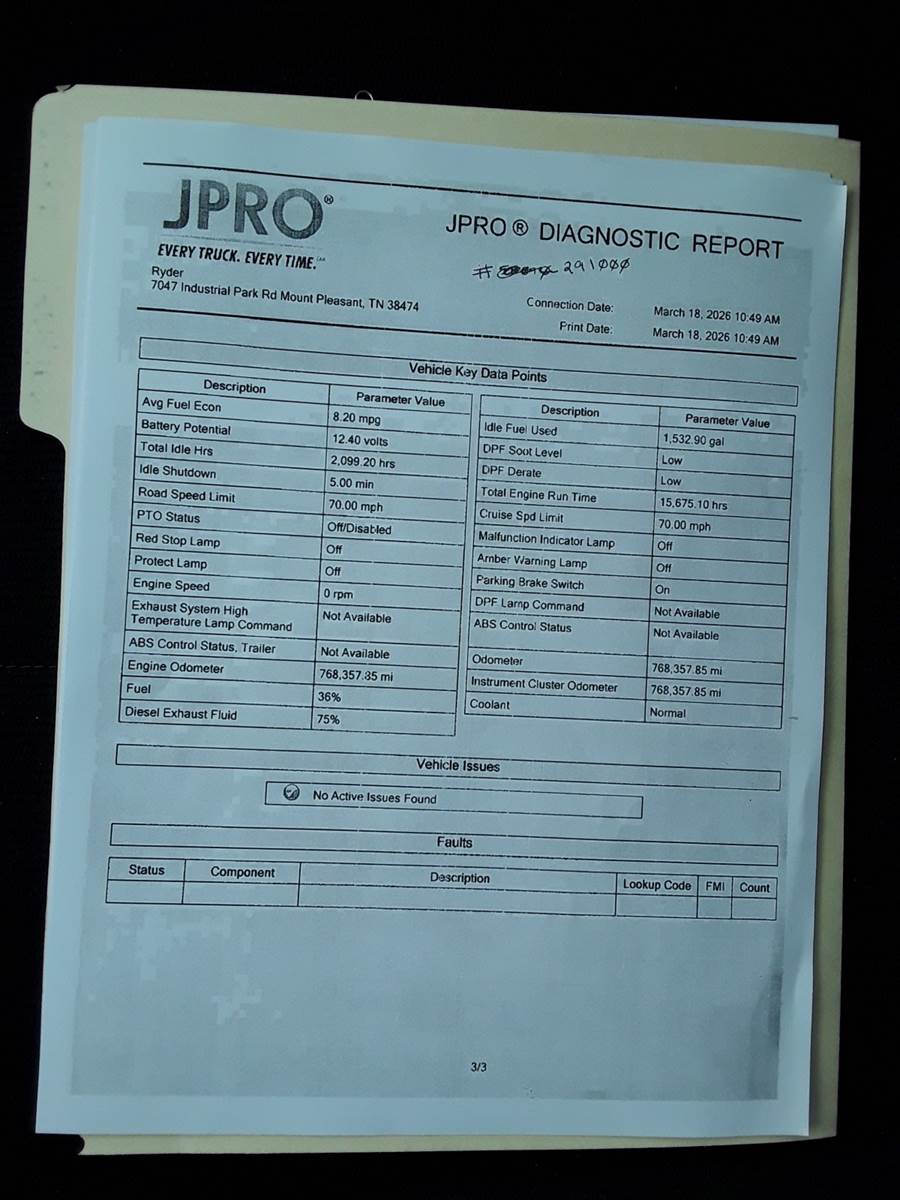 JPRO®
EVERY TRUCK. EVERY TIME.
JPRO® DIAGNOSTIC REPORT
# 291000
Ryder
7047 Industrial Park Rd Mount Pleasant, TN 38474
Connection Date: March 18, 2026 10:49 AM
Print Date: March 18, 2026 10:49 AM
Vehicle Key Data Points
Description Parameter Value
Avg Fuel Econ 8.20 mpg
Battery Potential 12.40 volts
Total Idle Hrs 2,099.20 hrs
Idle Shutdown 5.00 min
Road Speed Limit 70.00 mph
PTO Status Off/Disabled
Red Stop Lamp Off
Protect Lamp Off
Engine Speed 0 rpm
Exhaust System High
Temperature Lamp Command Not Available
ABS Control Status, Trailer Not Available
Engine Odometer 768,357.85 mi
Fuel 36%
Diesel Exhaust Fluid 75%
Description Parameter Value
Idle Fuel Used 1,532.90 gal
DPF Soot Level Low
DPF Derate Low
Total Engine Run Time 15,675.10 hrs
Cruise Spd Limit 70.00 mph
Malfunction Indicator Lamp Off
Amber Warning Lamp Off
Parking Brake Switch On
DPF Lamp Command Not Available
ABS Control Status Not Available
Odometer 768,357.85 mi
Instrument Cluster Odometer 768,357.85 mi
Coolant Normal
Vehicle Issues
No Active Issues Found
Faults
Status Component Description Lookup Code FMI Count
3/3